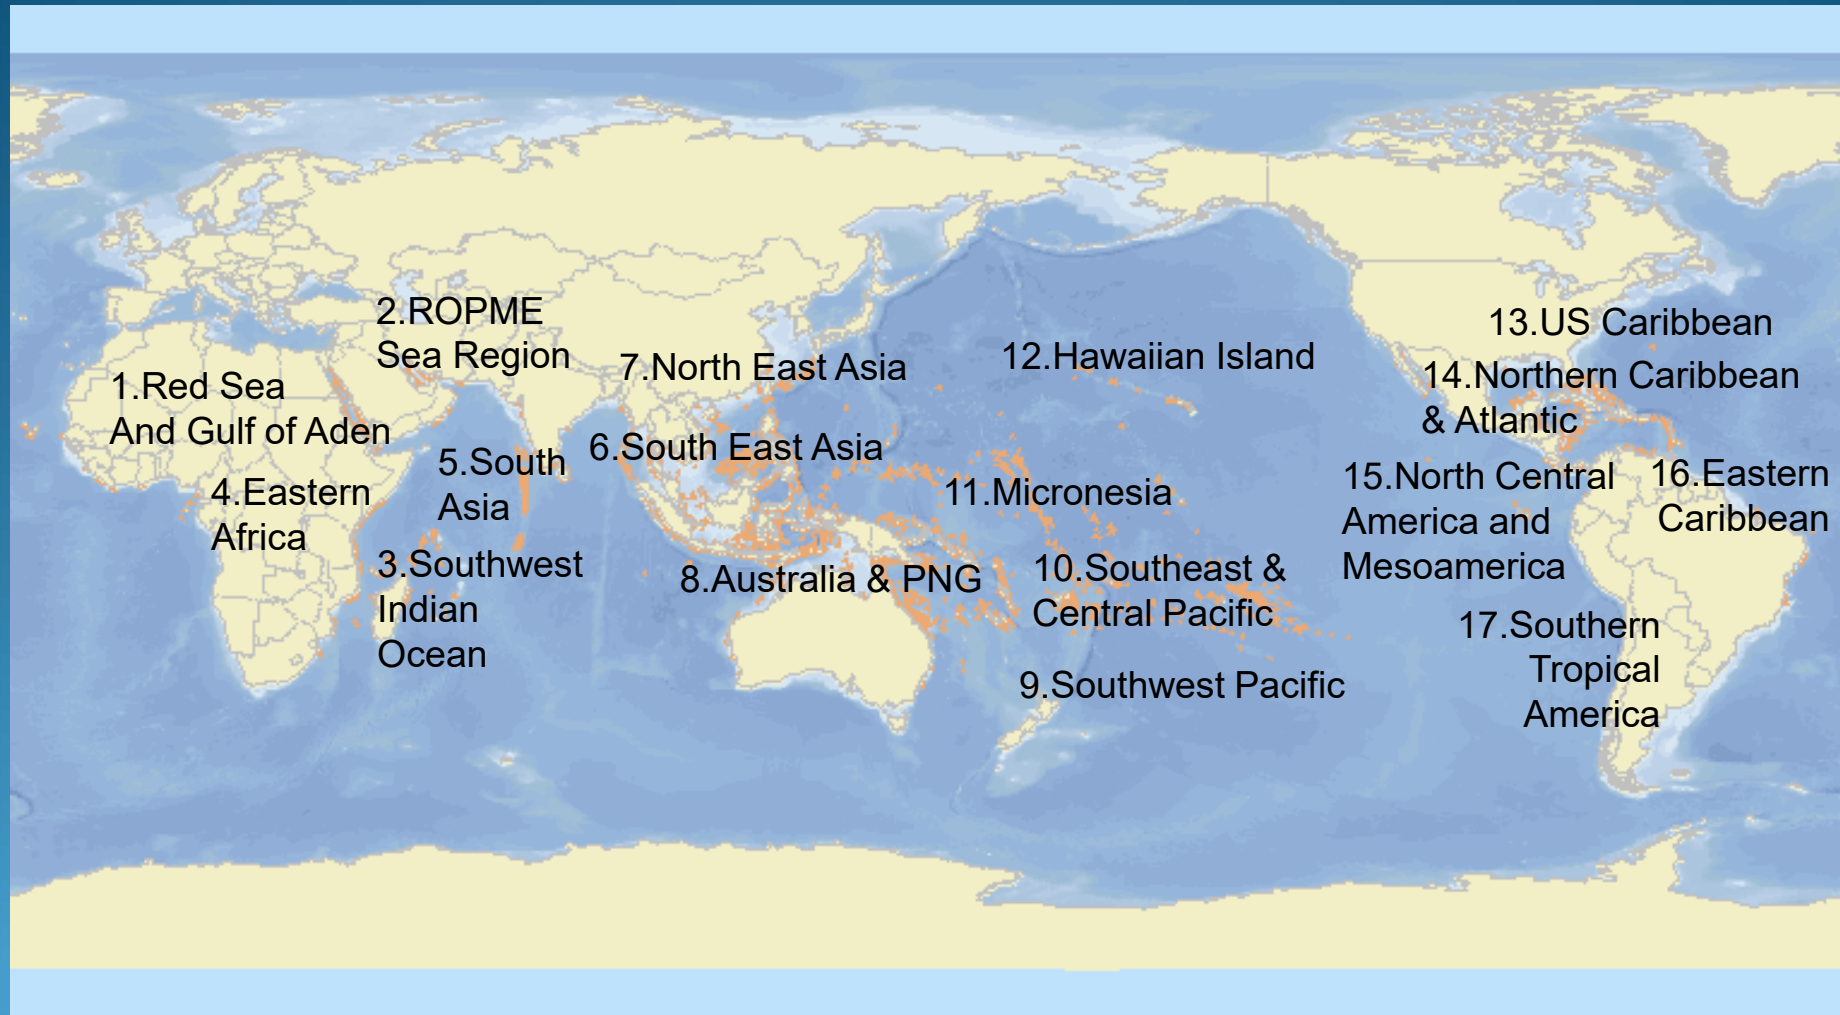 1.Red Sea
And Gulf of Aden
2.ROPME
Sea Region
3.Southwest
Indian
Ocean
4.Eastern
Africa
5.South
Asia
6.South East Asia
7.North East Asia
8.Australia & PNG
9.Southwest Pacific
10.Southeast &
Central Pacific
11.Micronesia
12.Hawaiian Island
13.US Caribbean
14.Northern Caribbean
& Atlantic
15.North Central
America and
Mesoamerica
16.Eastern
Caribbean
17.Southern
Tropical
America